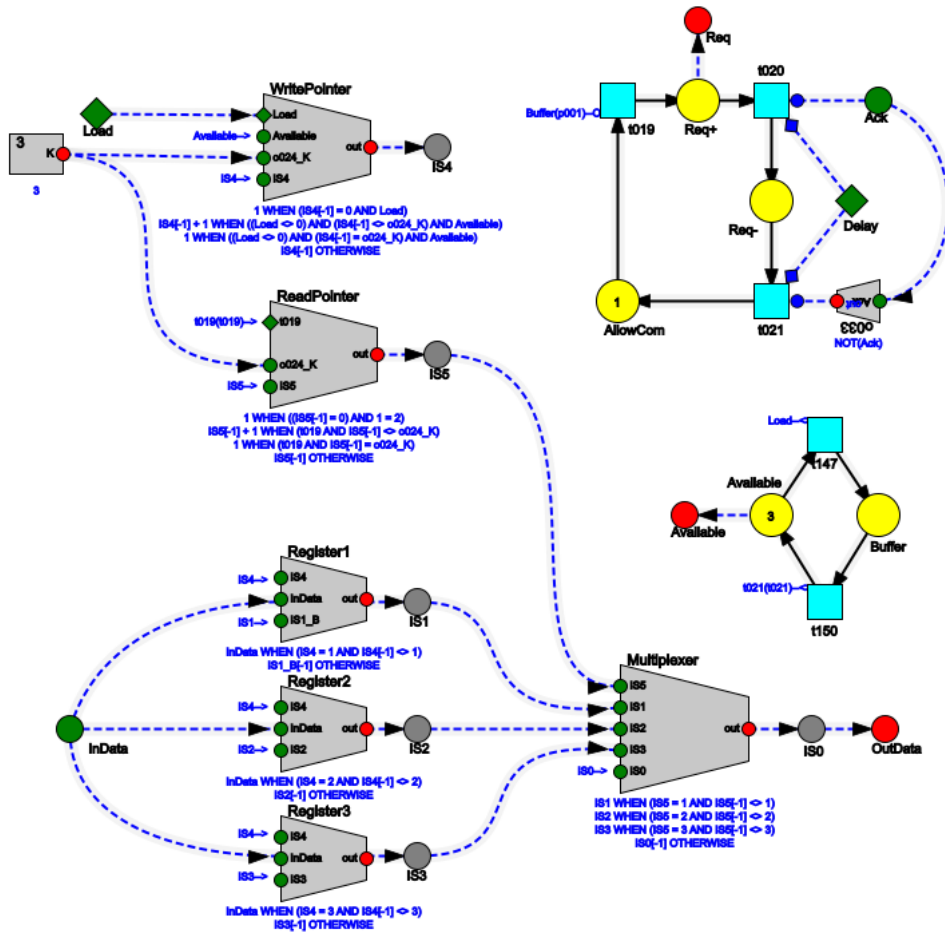 Req
WritePointer
t020
Load
Load
Buffer(p001)
t019
Req+
Ack
Available
Available
3
K
o024_K
out
IS4
IS4
IS4
3
1 WHEN (IS4[-1] = 0 AND Load)
IS4[-1] + 1 WHEN ((Load <> 0) AND (IS4[-1] <> o024_K) AND Available)
1 WHEN ((Load <> 0) AND (IS4[-1] = o024_K) AND Available)
IS4[-1] OTHERWISE
Req-
Delay
ReadPointer
1
AllowCom
t021
o033
NOT(Ack)
t019(t019)
t019
out
o024_K
IS5
IS5
IS5
1 WHEN ((IS5[-1] = 0) AND 1 = 2)
IS5[-1] + 1 WHEN (t019 AND IS5[-1] <> o024_K)
1 WHEN (t019 AND IS5[-1] = o024_K)
IS5[-1] OTHERWISE
Load
t147
Available
3
Available
Buffer
t021(t021)
t150
Register1
IS4
IS4
InData
out
IS1
IS1
IS1_B
InData WHEN (IS4 = 1 AND IS4[-1] <> 1)
IS1_B[-1] OTHERWISE
Register2
IS4
IS4
InData
InData
out
IS2
IS2
IS2
InData WHEN (IS4 = 2 AND IS4[-1] <> 2)
IS2[-1] OTHERWISE
Register3
IS4
IS4
InData
out
IS3
IS3
IS3
InData WHEN (IS4 = 3 AND IS4[-1] <> 3)
IS3[-1] OTHERWISE
Multiplexer
IS5
IS1
IS2
out
IS3
IS0
IS0
IS0
OutData
IS1 WHEN (IS5 = 1 AND IS5[-1] <> 1)
IS2 WHEN (IS5 = 2 AND IS5[-1] <> 2)
IS3 WHEN (IS5 = 3 AND IS5[-1] <> 3)
IS0[-1] OTHERWISE